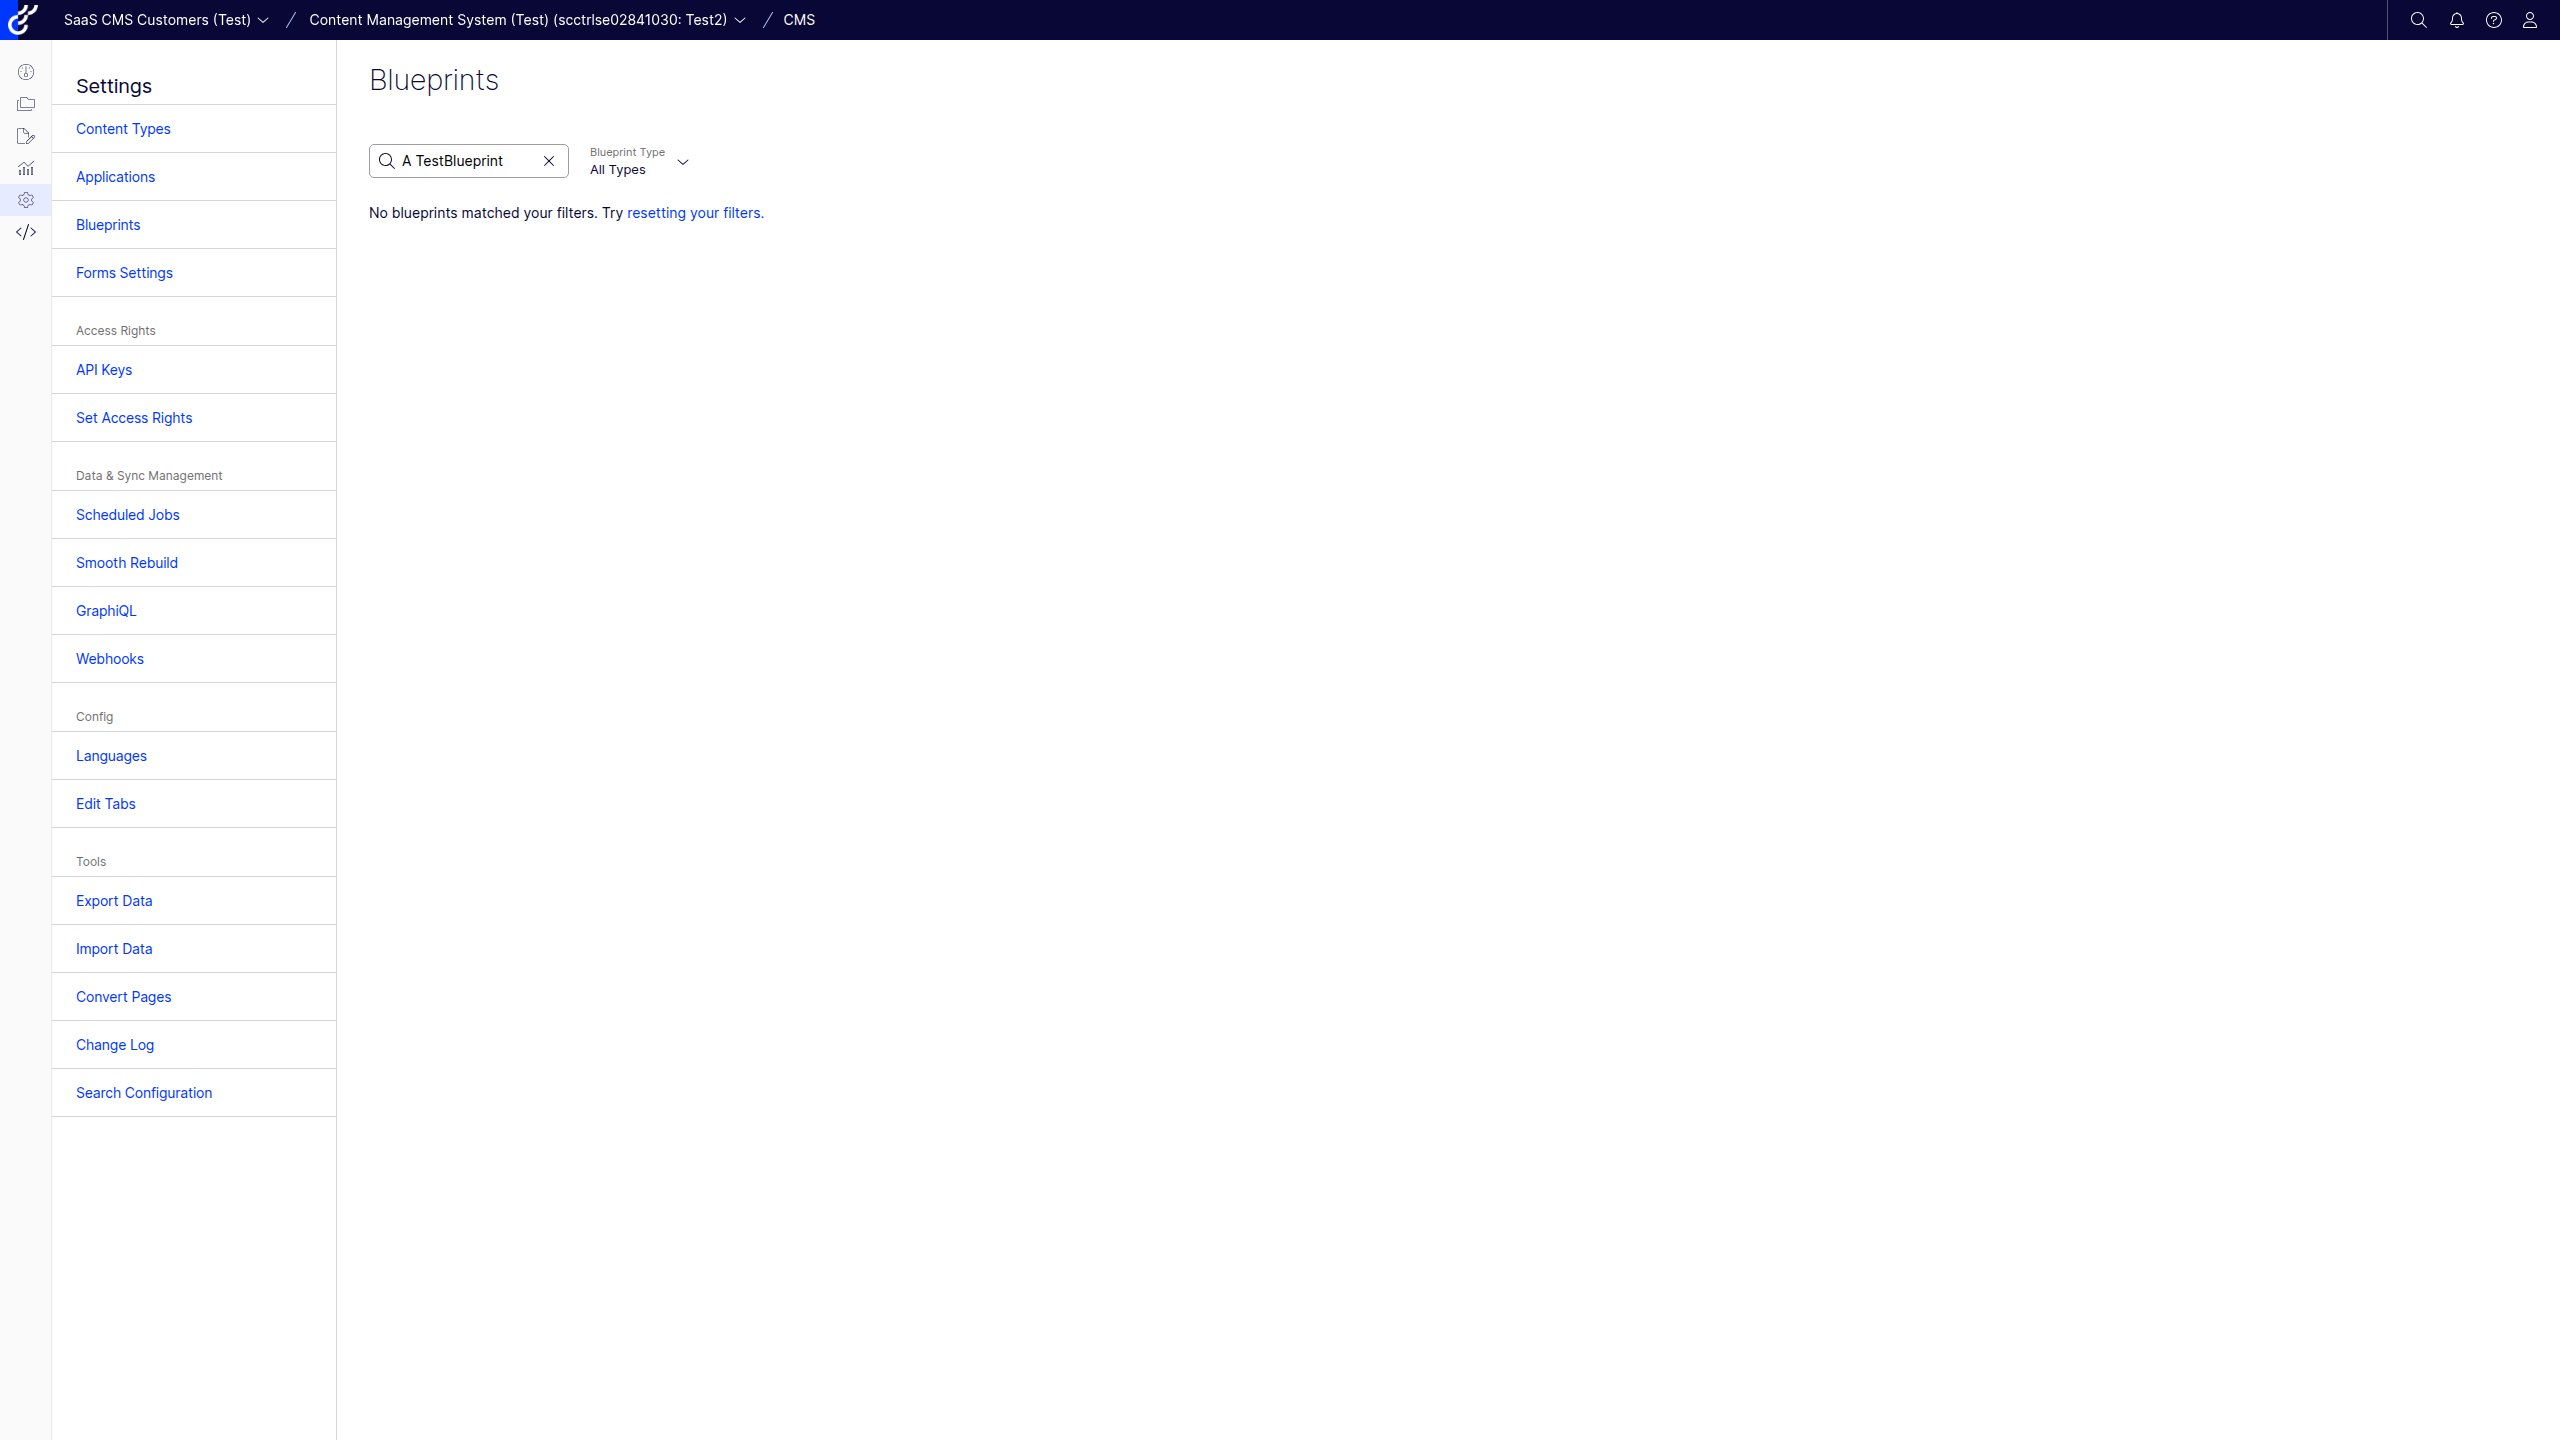 SaaS CMS Customers (Test) / Content Management System (Test) (scctrlse02841030: Test2) / CMS
Settings
Content Types
Applications
Blueprints
Forms Settings
Access Rights
API Keys
Set Access Rights
Data & Sync Management
Scheduled Jobs
Smooth Rebuild
GraphiQL
Webhooks
Config
Languages
Edit Tabs
Tools
Export Data
Import Data
Convert Pages
Change Log
Search Configuration
Blueprints
A TestBlueprint
Blueprint Type
All Types
No blueprints matched your filters. Try resetting your filters.